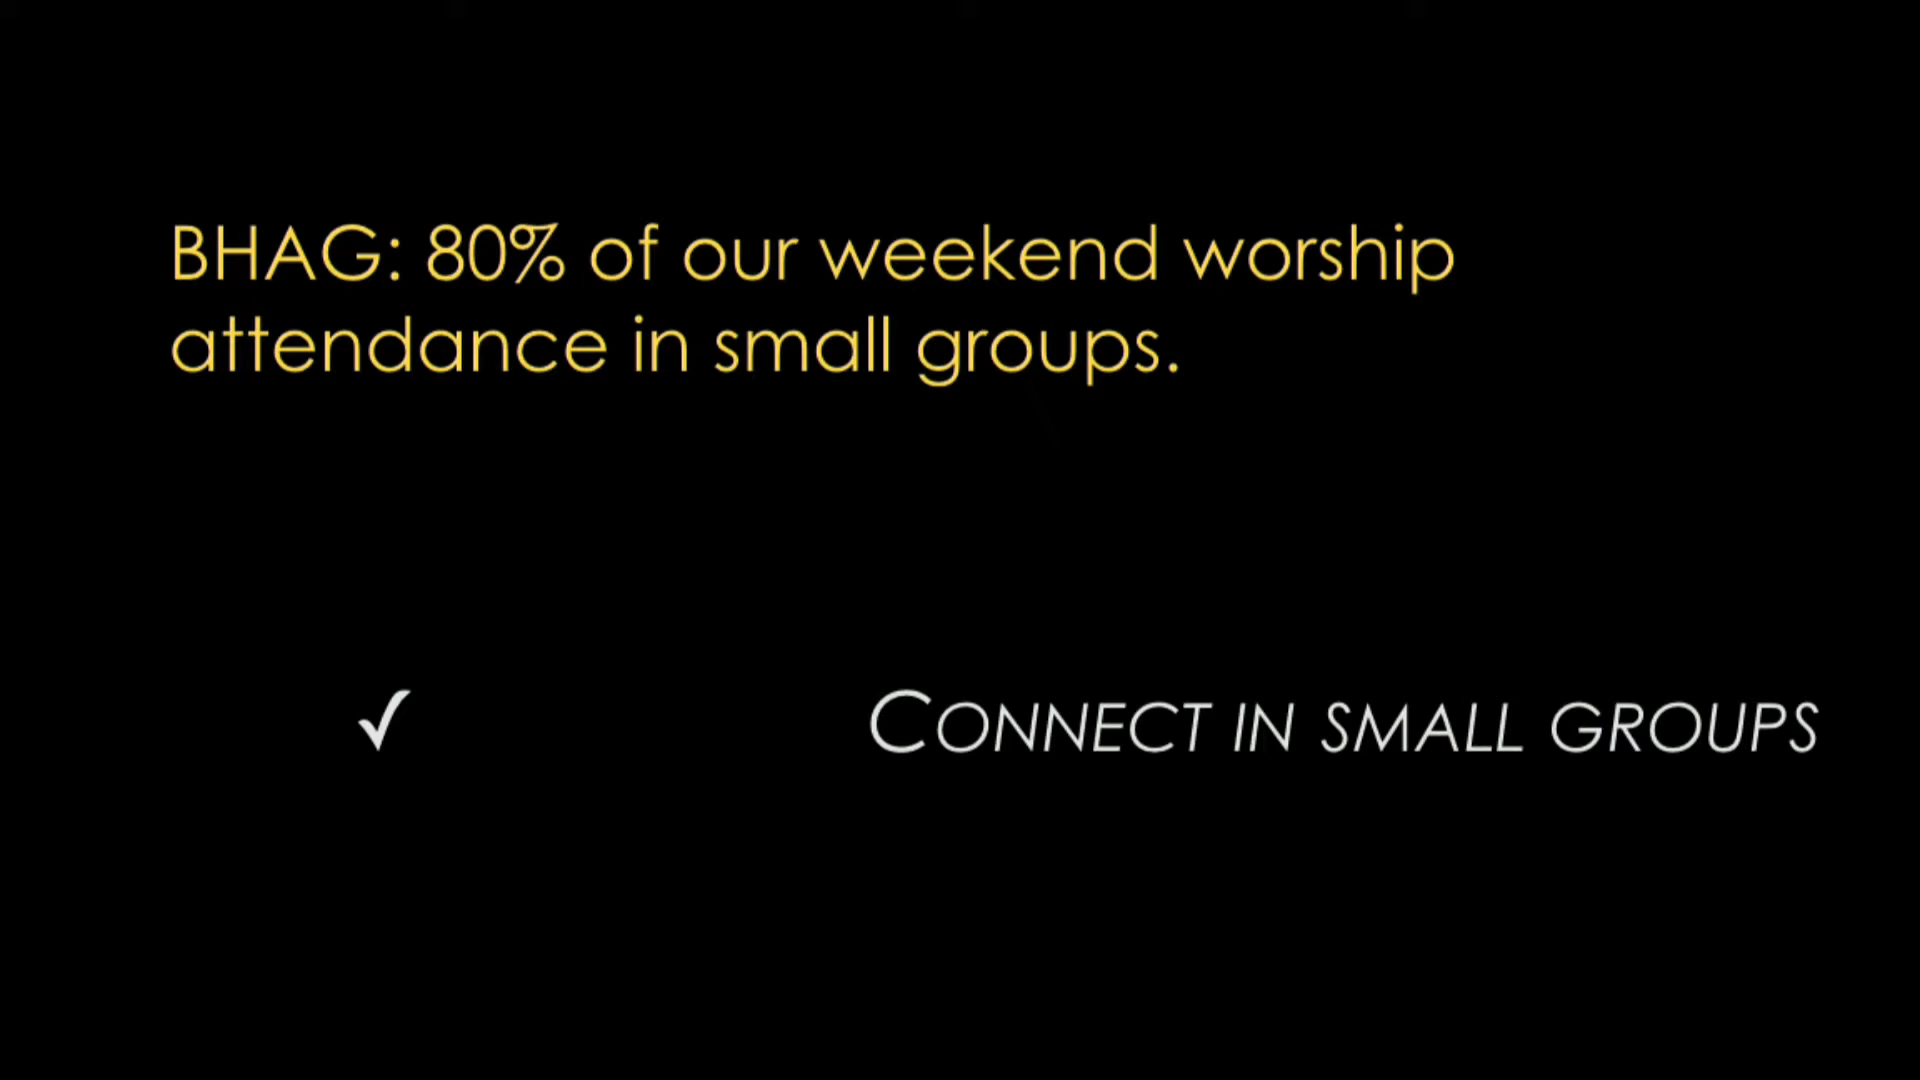 BHAG: 80% of our weekend worship
attendance in small groups.
✓ CONNECT IN SMALL GROUPS